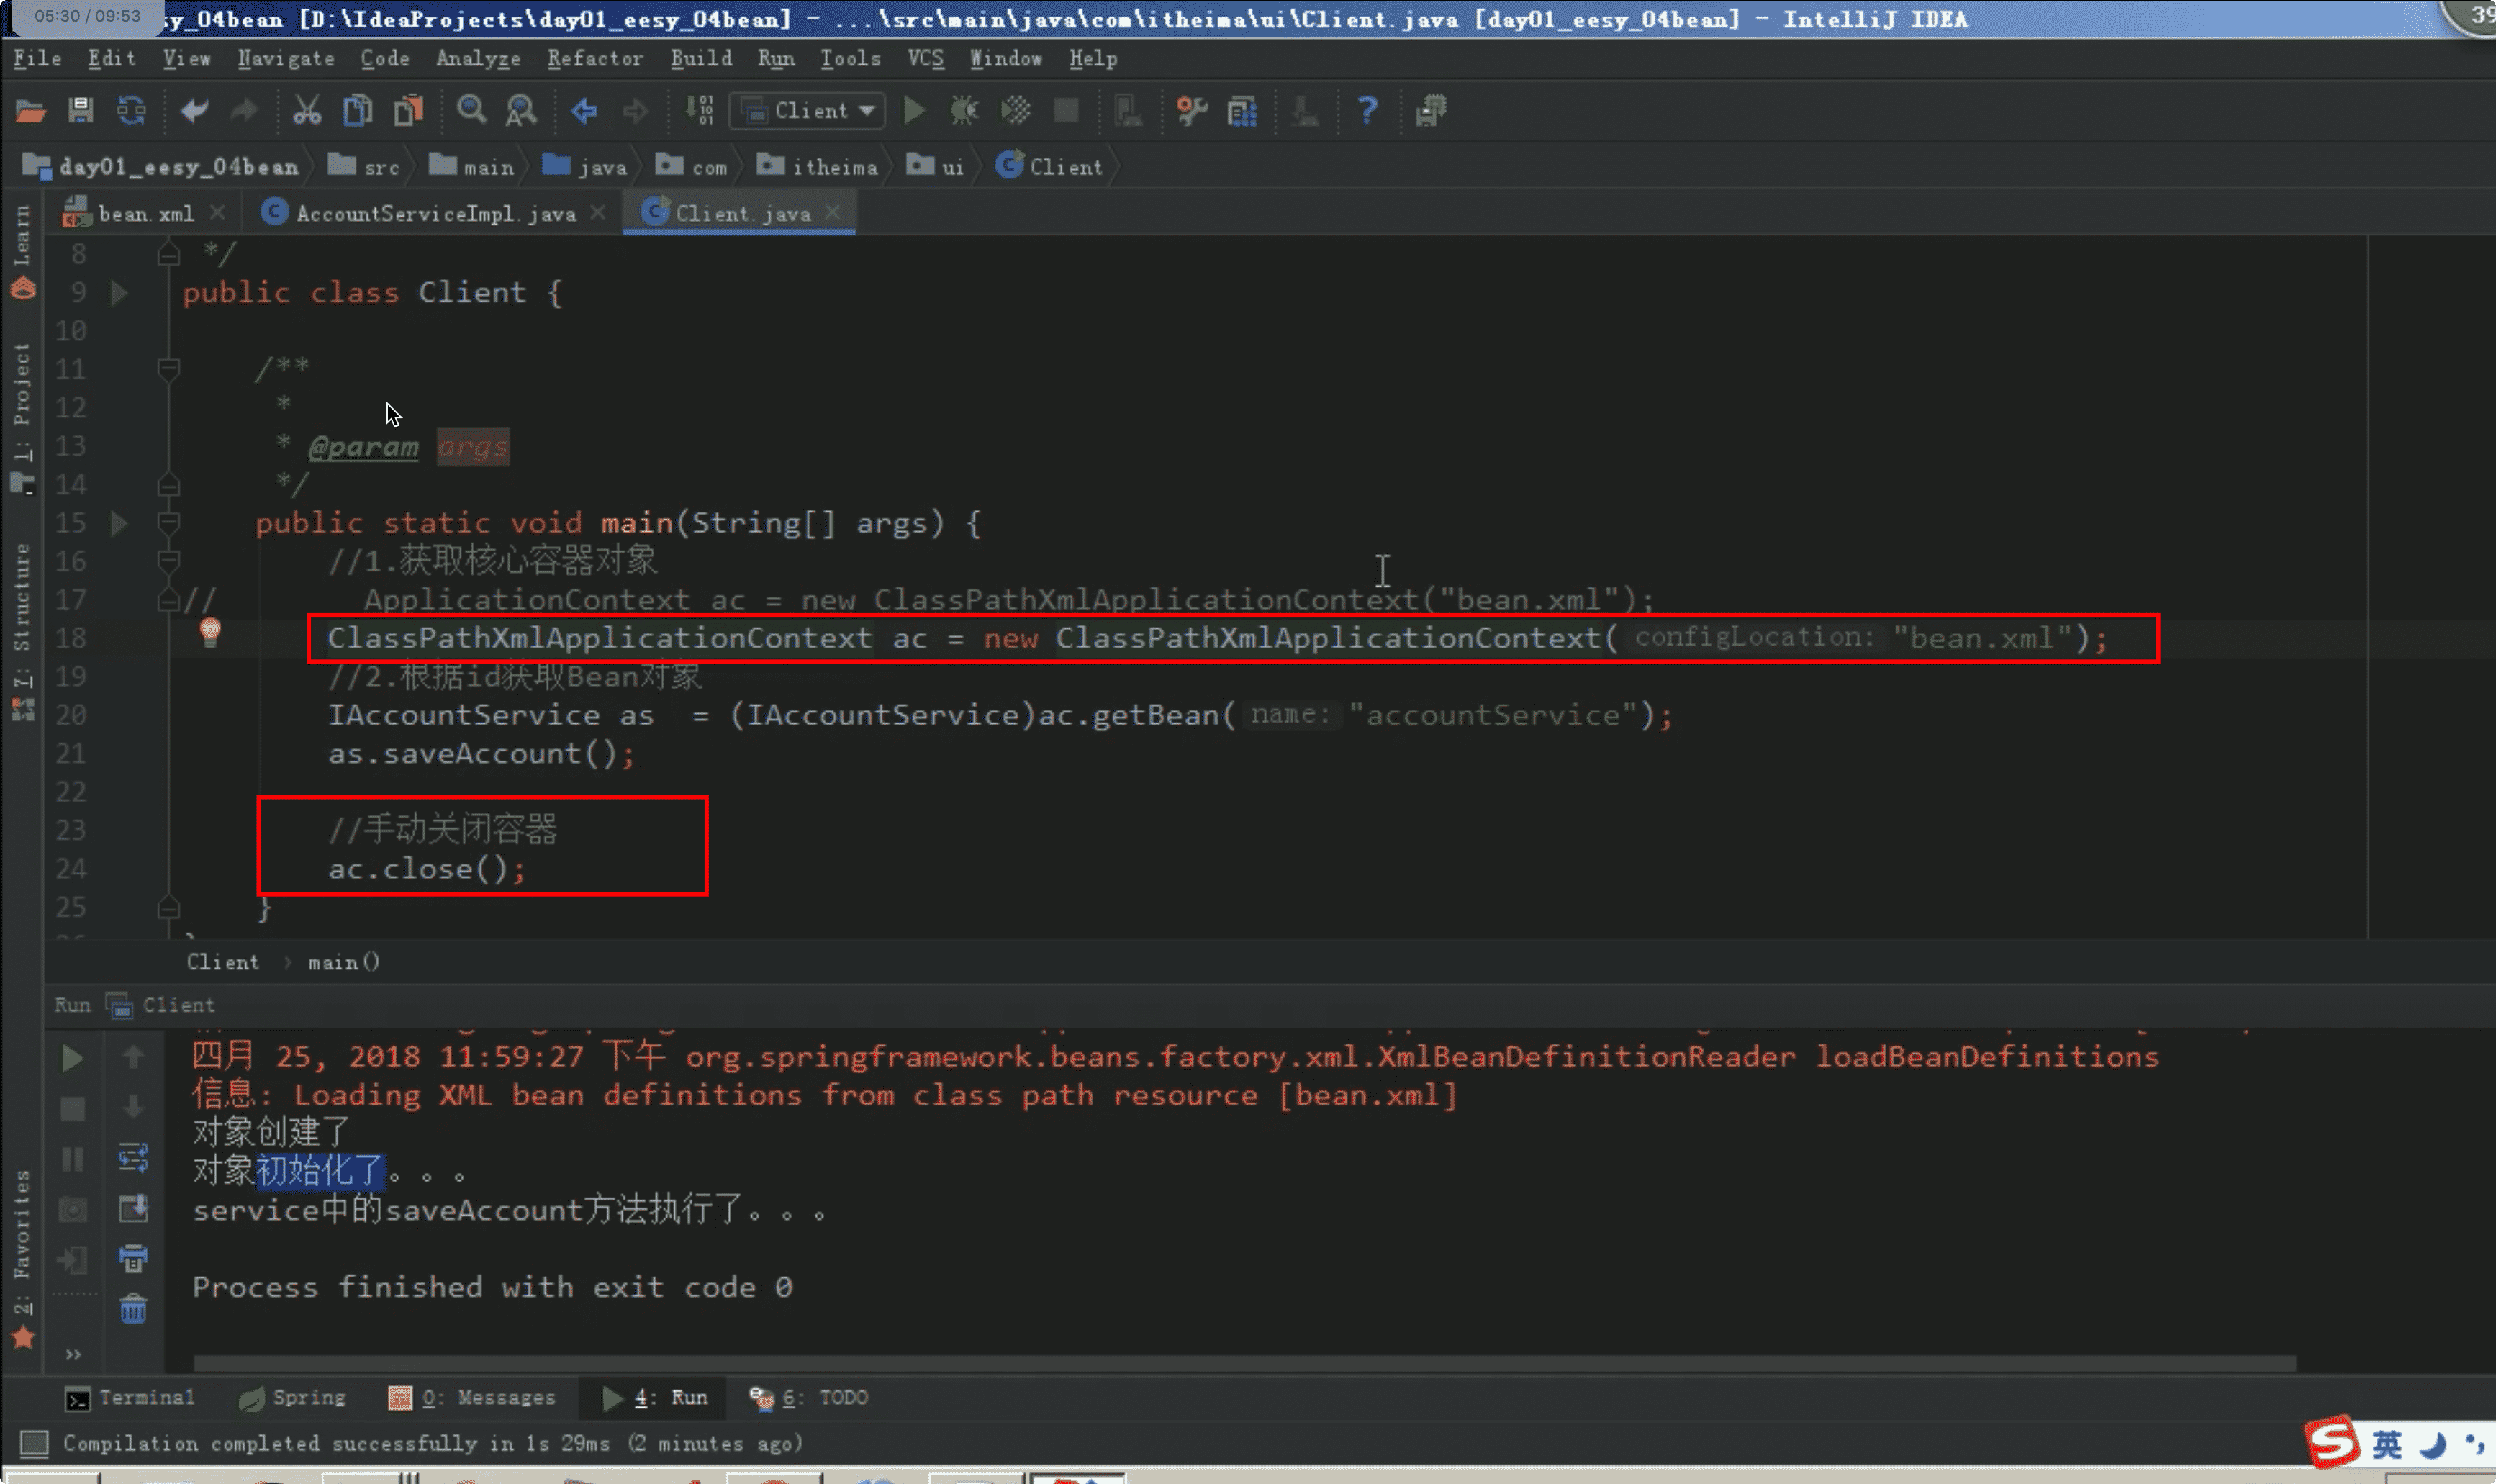 05:30 / 09:53
sy_04bean [D:\IdeaProjects\day01_eesy_04bean] - ...\src\main\java\com\itheima\ui\Client.java [day01_eesy_04bean] - IntelliJ IDEA
39
File Edit View Navigate Code Analyze Refactor Build Run Tools VCS Window Help
Client
day01_eesy_04bean src main java com itheima ui Client
bean.xml AccountServiceImpl.java Client.java
Learn
1: Project
7: Structure
2: Favorites
8 */
9 public class Client {
10
11 /**
12 *
13 * @param args
14 */
15 public static void main(String[] args) {
16 //1.获取核心容器对象
17 // ApplicationContext ac = new ClassPathXmlApplicationContext("bean.xml");
18 ClassPathXmlApplicationContext ac = new ClassPathXmlApplicationContext( configLocation: "bean.xml");
19 //2.根据id获取Bean对象
20 IAccountService as = (IAccountService)ac.getBean( name: "accountService");
21 as.saveAccount();
22
23 //手动关闭容器
24 ac.close();
25 }
Client › main()
Run Client
四月 25, 2018 11:59:27 下午 org.springframework.beans.factory.xml.XmlBeanDefinitionReader loadBeanDefinitions
信息: Loading XML bean definitions from class path resource [bean.xml]
对象创建了
对象初始化了。。。
service中的saveAccount方法执行了。。。
Process finished with exit code 0
Terminal Spring 0: Messages 4: Run 6: TODO
Compilation completed successfully in 1s 29ms (2 minutes ago)
英